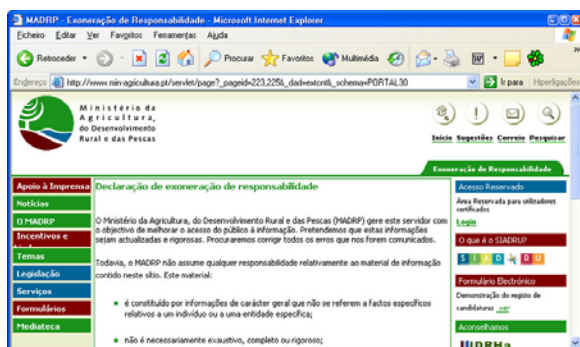 MADRP - Exoneração de Responsabilidade - Microsoft Internet Explorer
Ficheiro Editar Ver Favoritos Ferramentas Ajuda
Retroceder Procurar Favoritos Multimédia
Endereço http://www.min-agricultura.pt/servlet/page?_pageid=223,225&_dad=extcnt&_schema=PORTAL30 Ir para Hiperligações
Ministério da
Agricultura,
do Desenvolvimento
Rural e das Pescas
Início Sugestões Correio Pesquisar
Exoneração de Responsabilidade
Apoio à Imprensa
Notícias
O MADRP
Incentivos e
Temas
Legislação
Serviços
Formulários
Mediateca
Declaração de exoneração de responsabilidade
O Ministério da Agricultura, do Desenvolvimento Rural e das Pescas (MADRP) gere este servidor com
o objectivo de melhorar o acesso do público à informação. Pretendemos que estas informações
sejam actualizadas e rigorosas. Procuraremos corrigir todos os erros que nos forem comunicados.
Todavia, o MADRP não assume qualquer responsabilidade relativamente ao material de informação
contido neste sítio. Este material:
é constituído por informações de carácter geral que não se referem a factos específicos
relativos a um indivíduo ou a uma entidade específica;
não é necessariamente exaustivo, completo ou rigoroso;
Acesso Reservado
Área Reservada para utilizadores
certificados
Login
O que é o SIADRU?
SIADRU
Formulário Electrónico
Demonstração do registo de
candidaturas
Aconselhamos
IDRHa